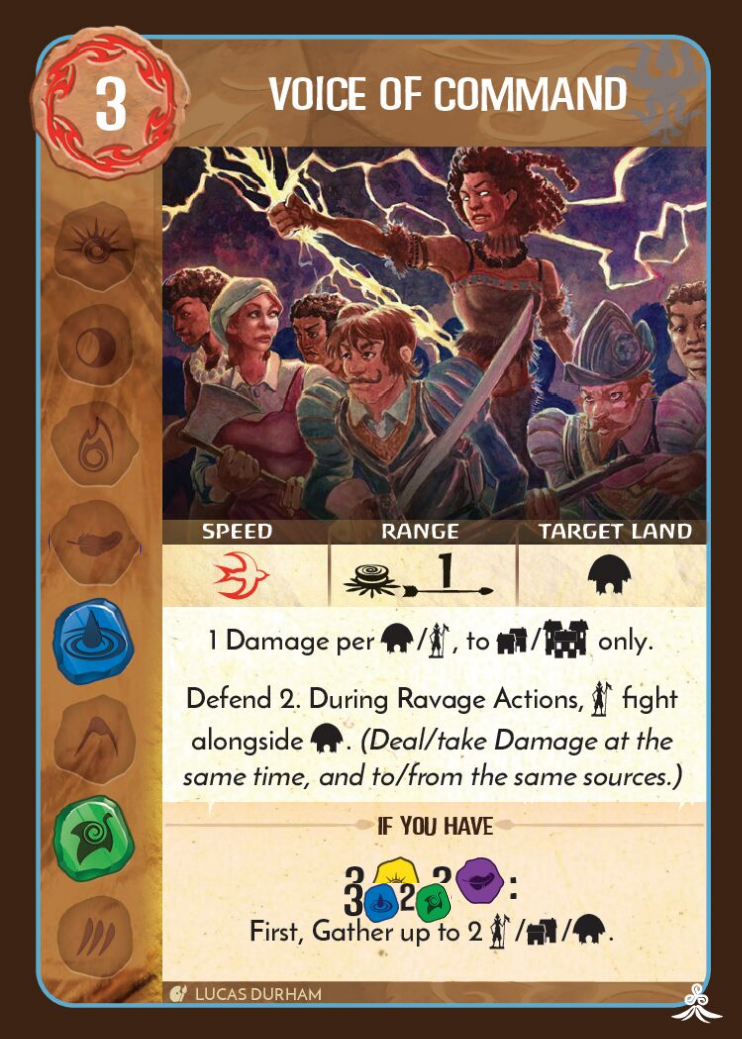 3
VOICE OF COMMAND
SPEED RANGE TARGET LAND
1
1 Damage per /, to / only.
Defend 2. During Ravage Actions, fight
alongside . (Deal/take Damage at the
same time, and to/from the same sources.)
IF YOU HAVE
3
3 2 :
First, Gather up to 2 / / .
LUCAS DURHAM